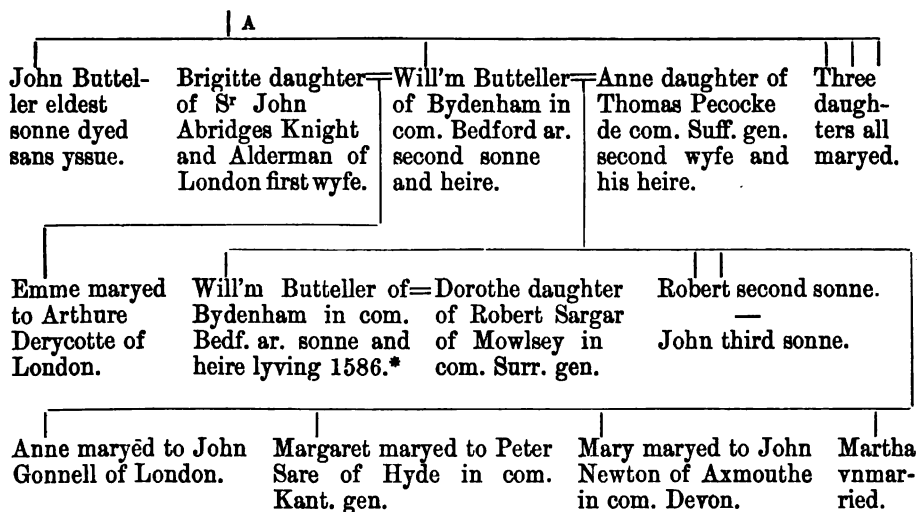 A
John Buttel-
ler eldest
sonne dyed
sans yssue.
Brigitte daughter
of Sr John
Abridges Knight
and Alderman of
London first wyfe.
Will'm Butteller
of Bydenham in
com. Bedford ar.
second sonne
and heire.
Anne daughter of
Thomas Pecocke
de com. Suff. gen.
second wyfe and
his heire.
Three
daugh-
ters all
maryed.
Emme maryed
to Arthure
Derycotte of
London.
Will'm Butteller of
Bydenham in com.
Bedf. ar. sonne and
heire lyving 1586.*
Dorothe daughter
of Robert Sargar
of Mowlsey in
com. Surr. gen.
Robert second sonne.
—
John third sonne.
Anne maryēd to John
Gonnell of London.
Margaret maryed to Peter
Sare of Hyde in com.
Kant. gen.
Mary maryed to John
Newton of Axmouthe
in com. Devon.
Martha
vnmar-
ried.